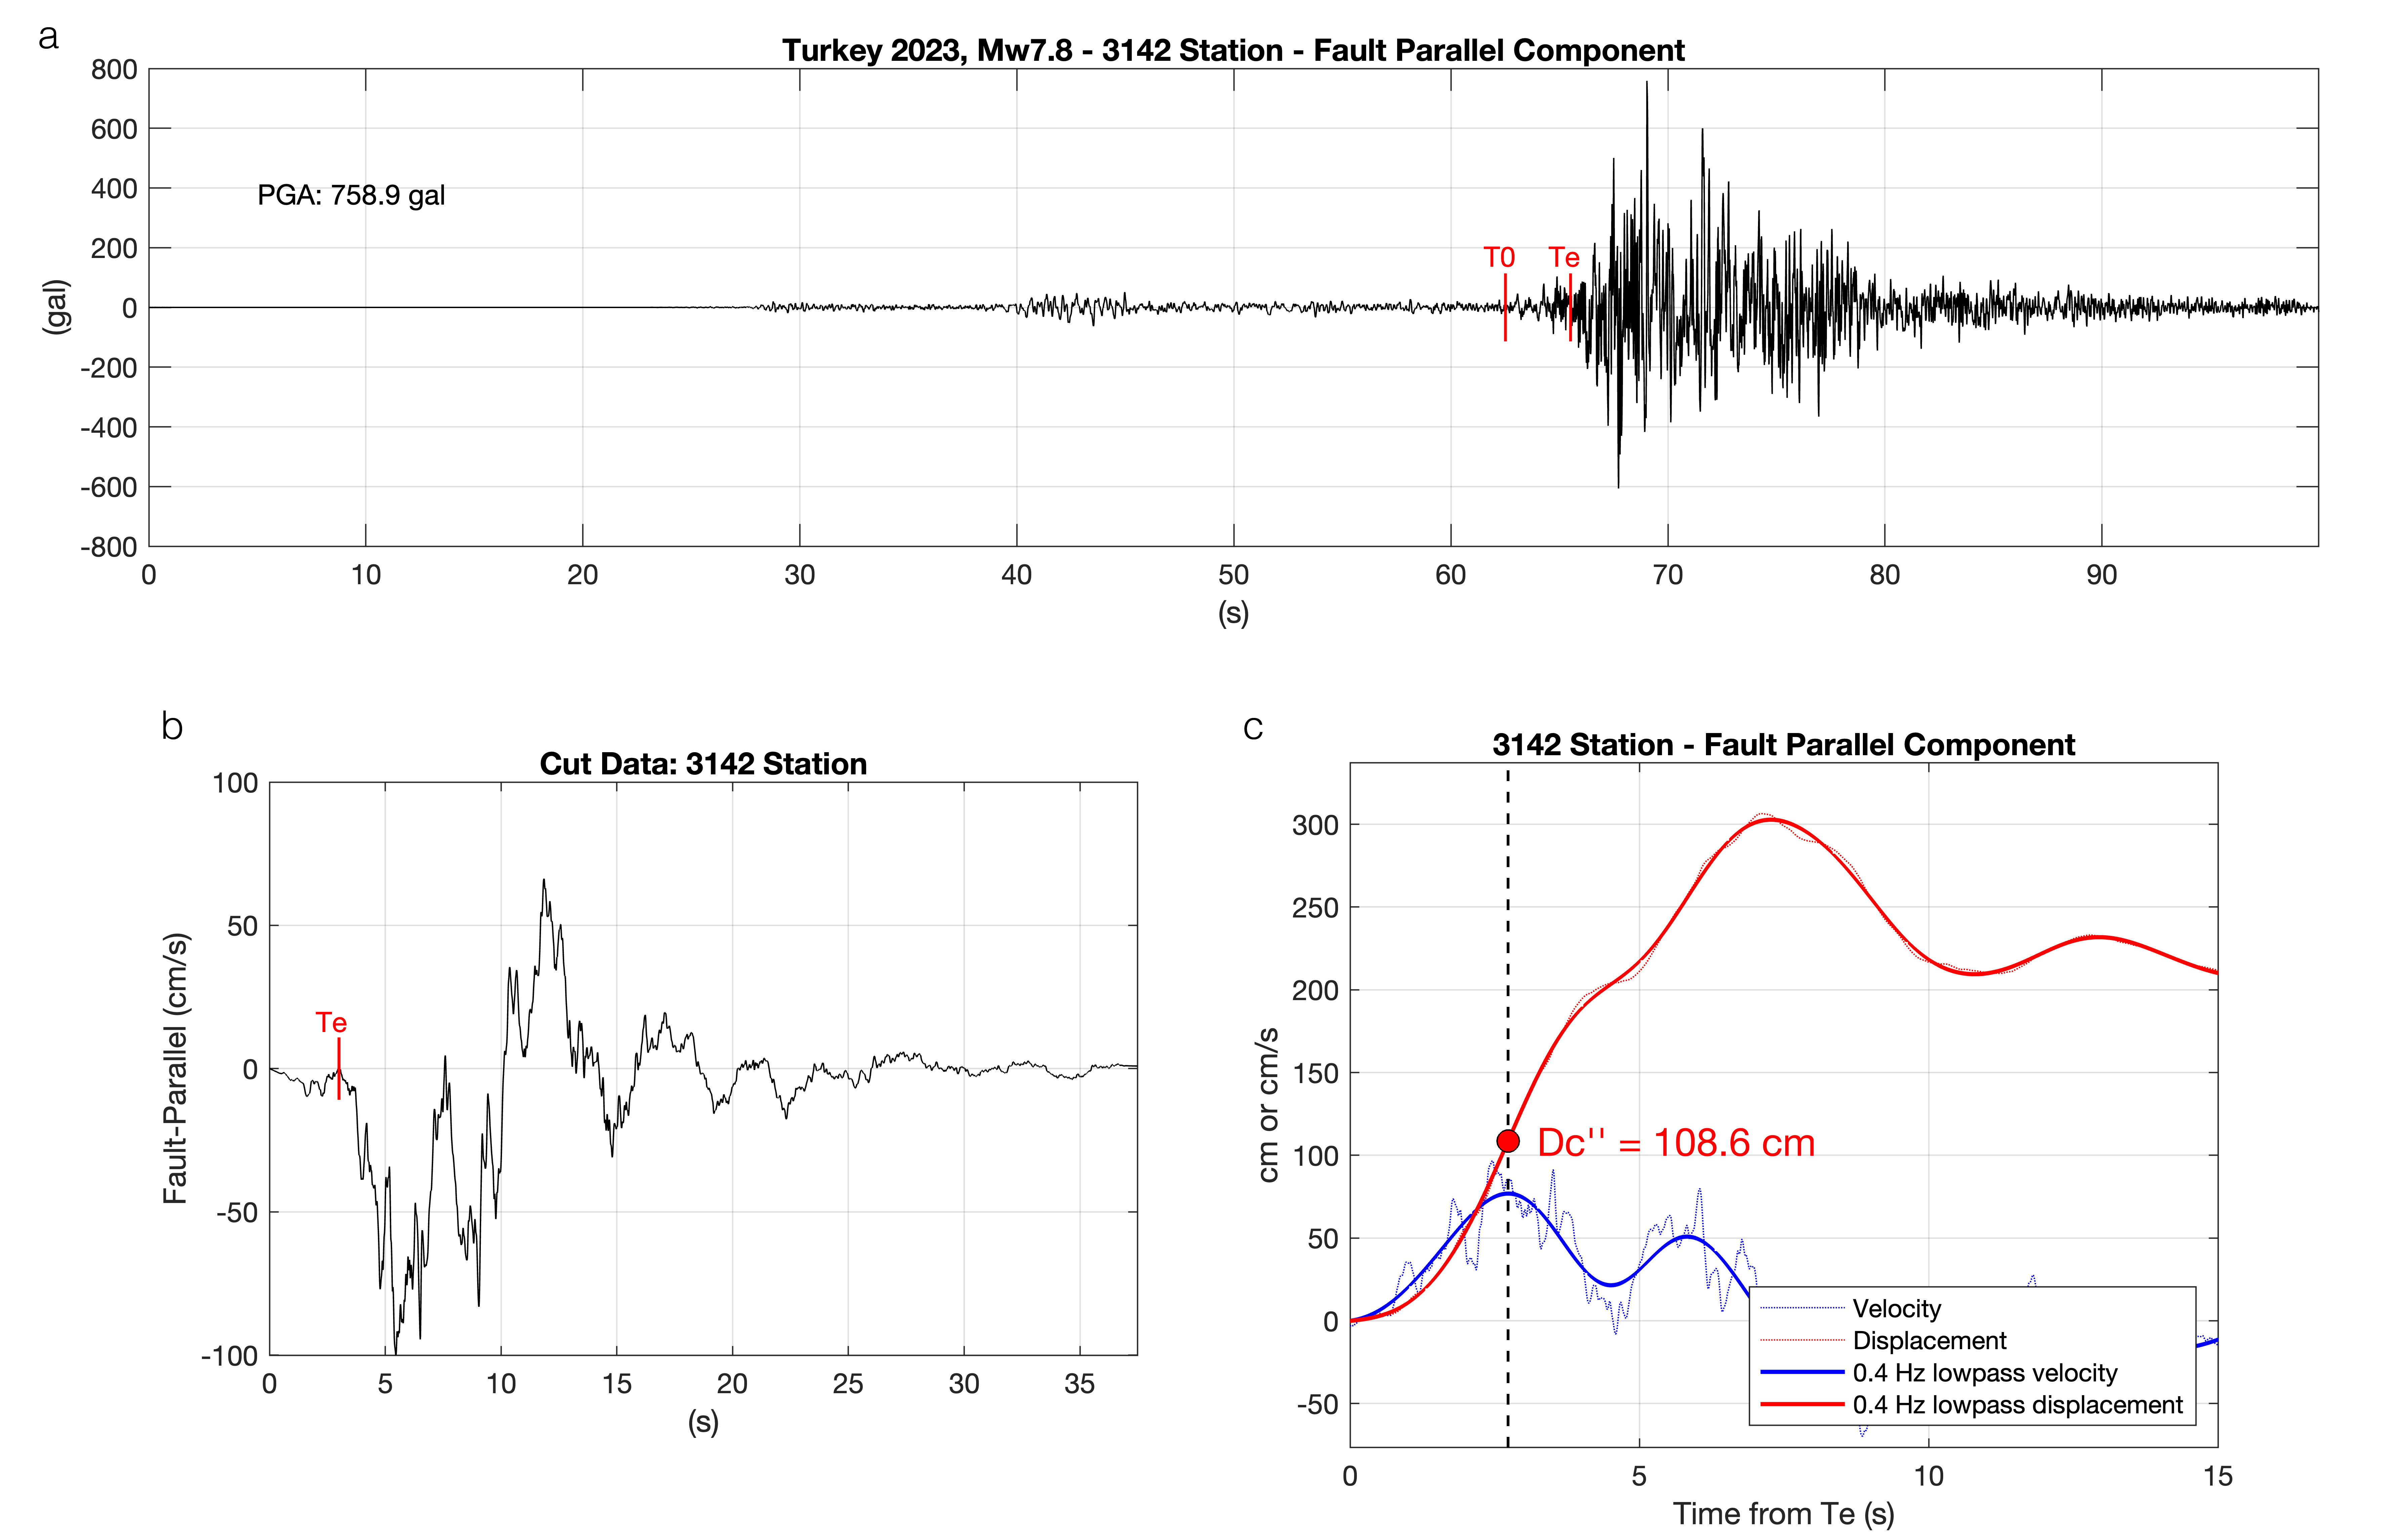 a
Turkey 2023, Mw7.8 - 3142 Station - Fault Parallel Component
800
600
400
200
0
-200
-400
-600
-800
(gal)
PGA: 758.9 gal
T0
Te
0
10
20
30
40
50
60
70
80
90
(s)
b
Cut Data: 3142 Station
100
50
0
-50
-100
Fault-Parallel (cm/s)
Te
0
5
10
15
20
25
30
35
(s)
c
3142 Station - Fault Parallel Component
300
250
200
150
100
50
0
-50
cm or cm/s
Dc'' = 108.6 cm
Velocity
Displacement
0.4 Hz lowpass velocity
0.4 Hz lowpass displacement
0
5
10
15
Time from Te (s)